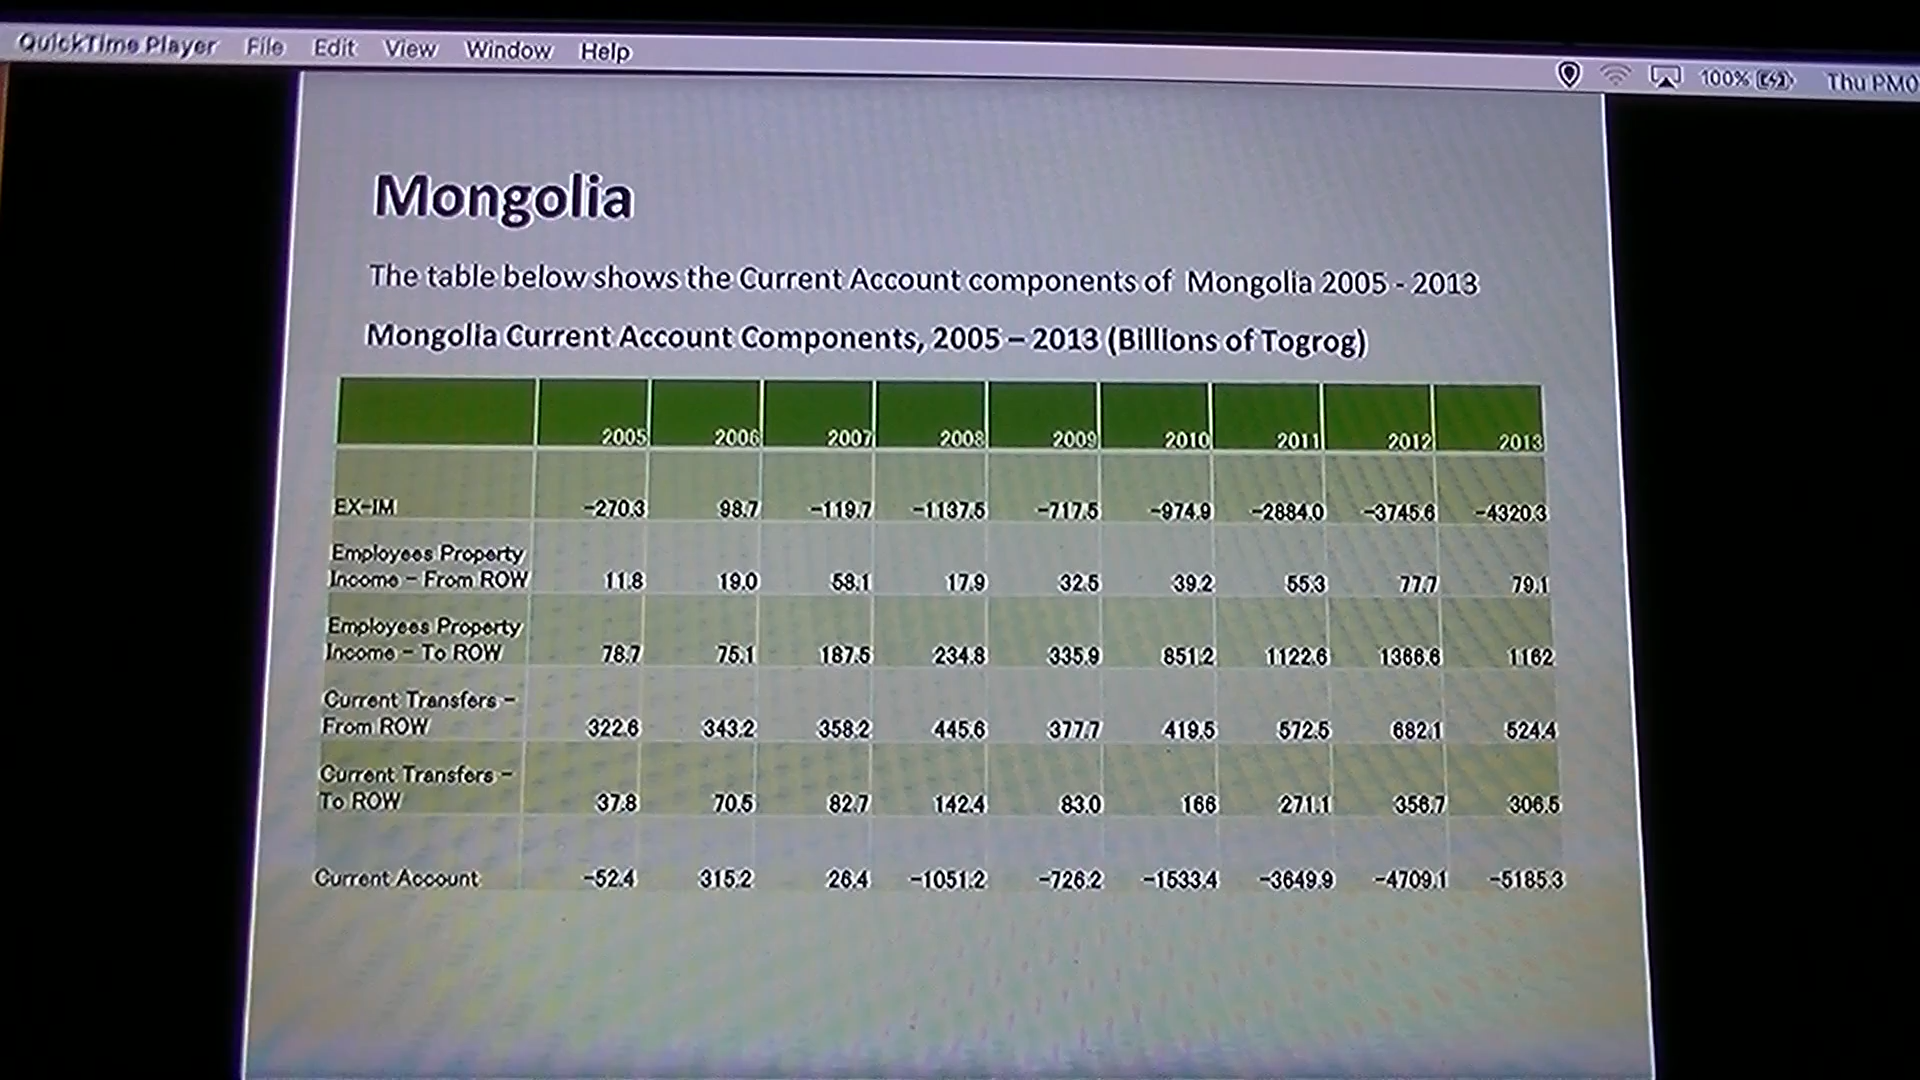 QuickTime Player File Edit View Window Help
100% Thu PM0
Mongolia
The table below shows the Current Account components of Mongolia 2005 - 2013
Mongolia Current Account Components, 2005 – 2013 (Billions of Togrog)
2005 2006 2007 2008 2009 2010 2011 2012 2013
EX-IM -270.3 98.7 -119.7 -1137.5 -717.5 -974.9 -2884.0 -3745.6 -4320.3
Employees Property
Income - From ROW 11.8 19.0 58.1 17.9 32.5 39.2 55.3 77.7 79.1
Employees Property
Income - To ROW 78.7 75.1 187.5 234.8 335.9 851.2 1122.6 1366.6 1162
Current Transfers -
From ROW 322.6 343.2 358.2 445.6 377.7 419.5 572.5 682.1 524.4
Current Transfers -
To ROW 37.8 70.5 82.7 142.4 83.0 166 271.1 356.7 306.5
Current Account -52.4 315.2 26.4 -1051.2 -726.2 -1533.4 -3649.9 -4709.1 -5185.3